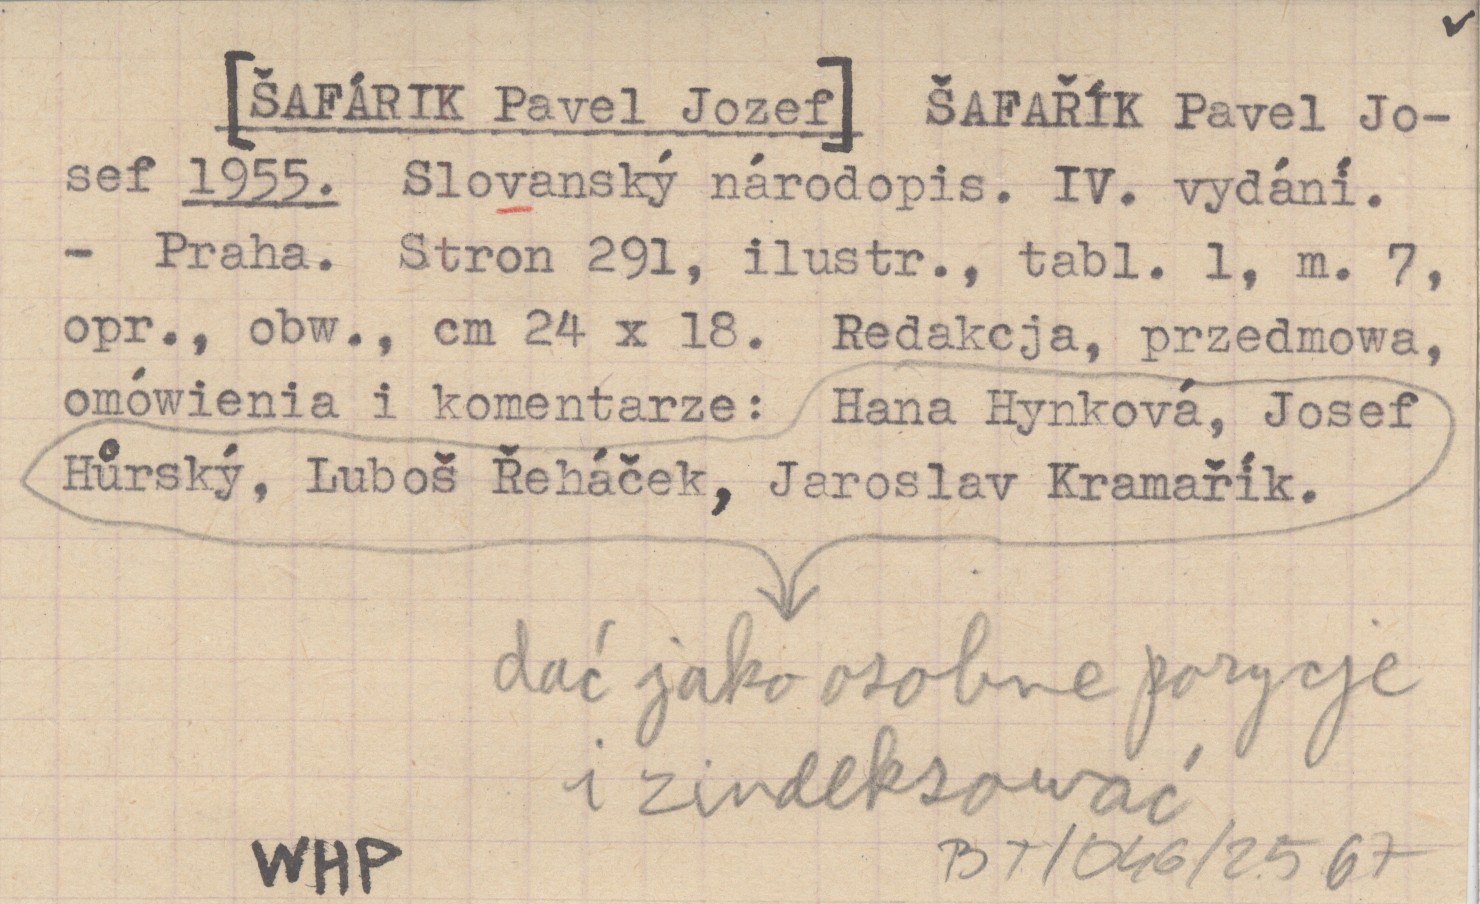 [ŠAFÁRIK Pavel Jozef] ŠAFAŘÍK Pavel Jo-
sef 1955. Slovanský národopis. IV. vydání.
- Praha. Stron 291, ilustr., tabl. 1, m. 7,
opr., obw., cm 24 x 18. Redakcja, przedmowa,
omówienia i komentarze: Hana Hynková, Josef
Hůrský, Luboš Řeháček, Jaroslav Kramařík.
dać jako osobne pozycje
i zindeksować
BT/046/2567
WHP